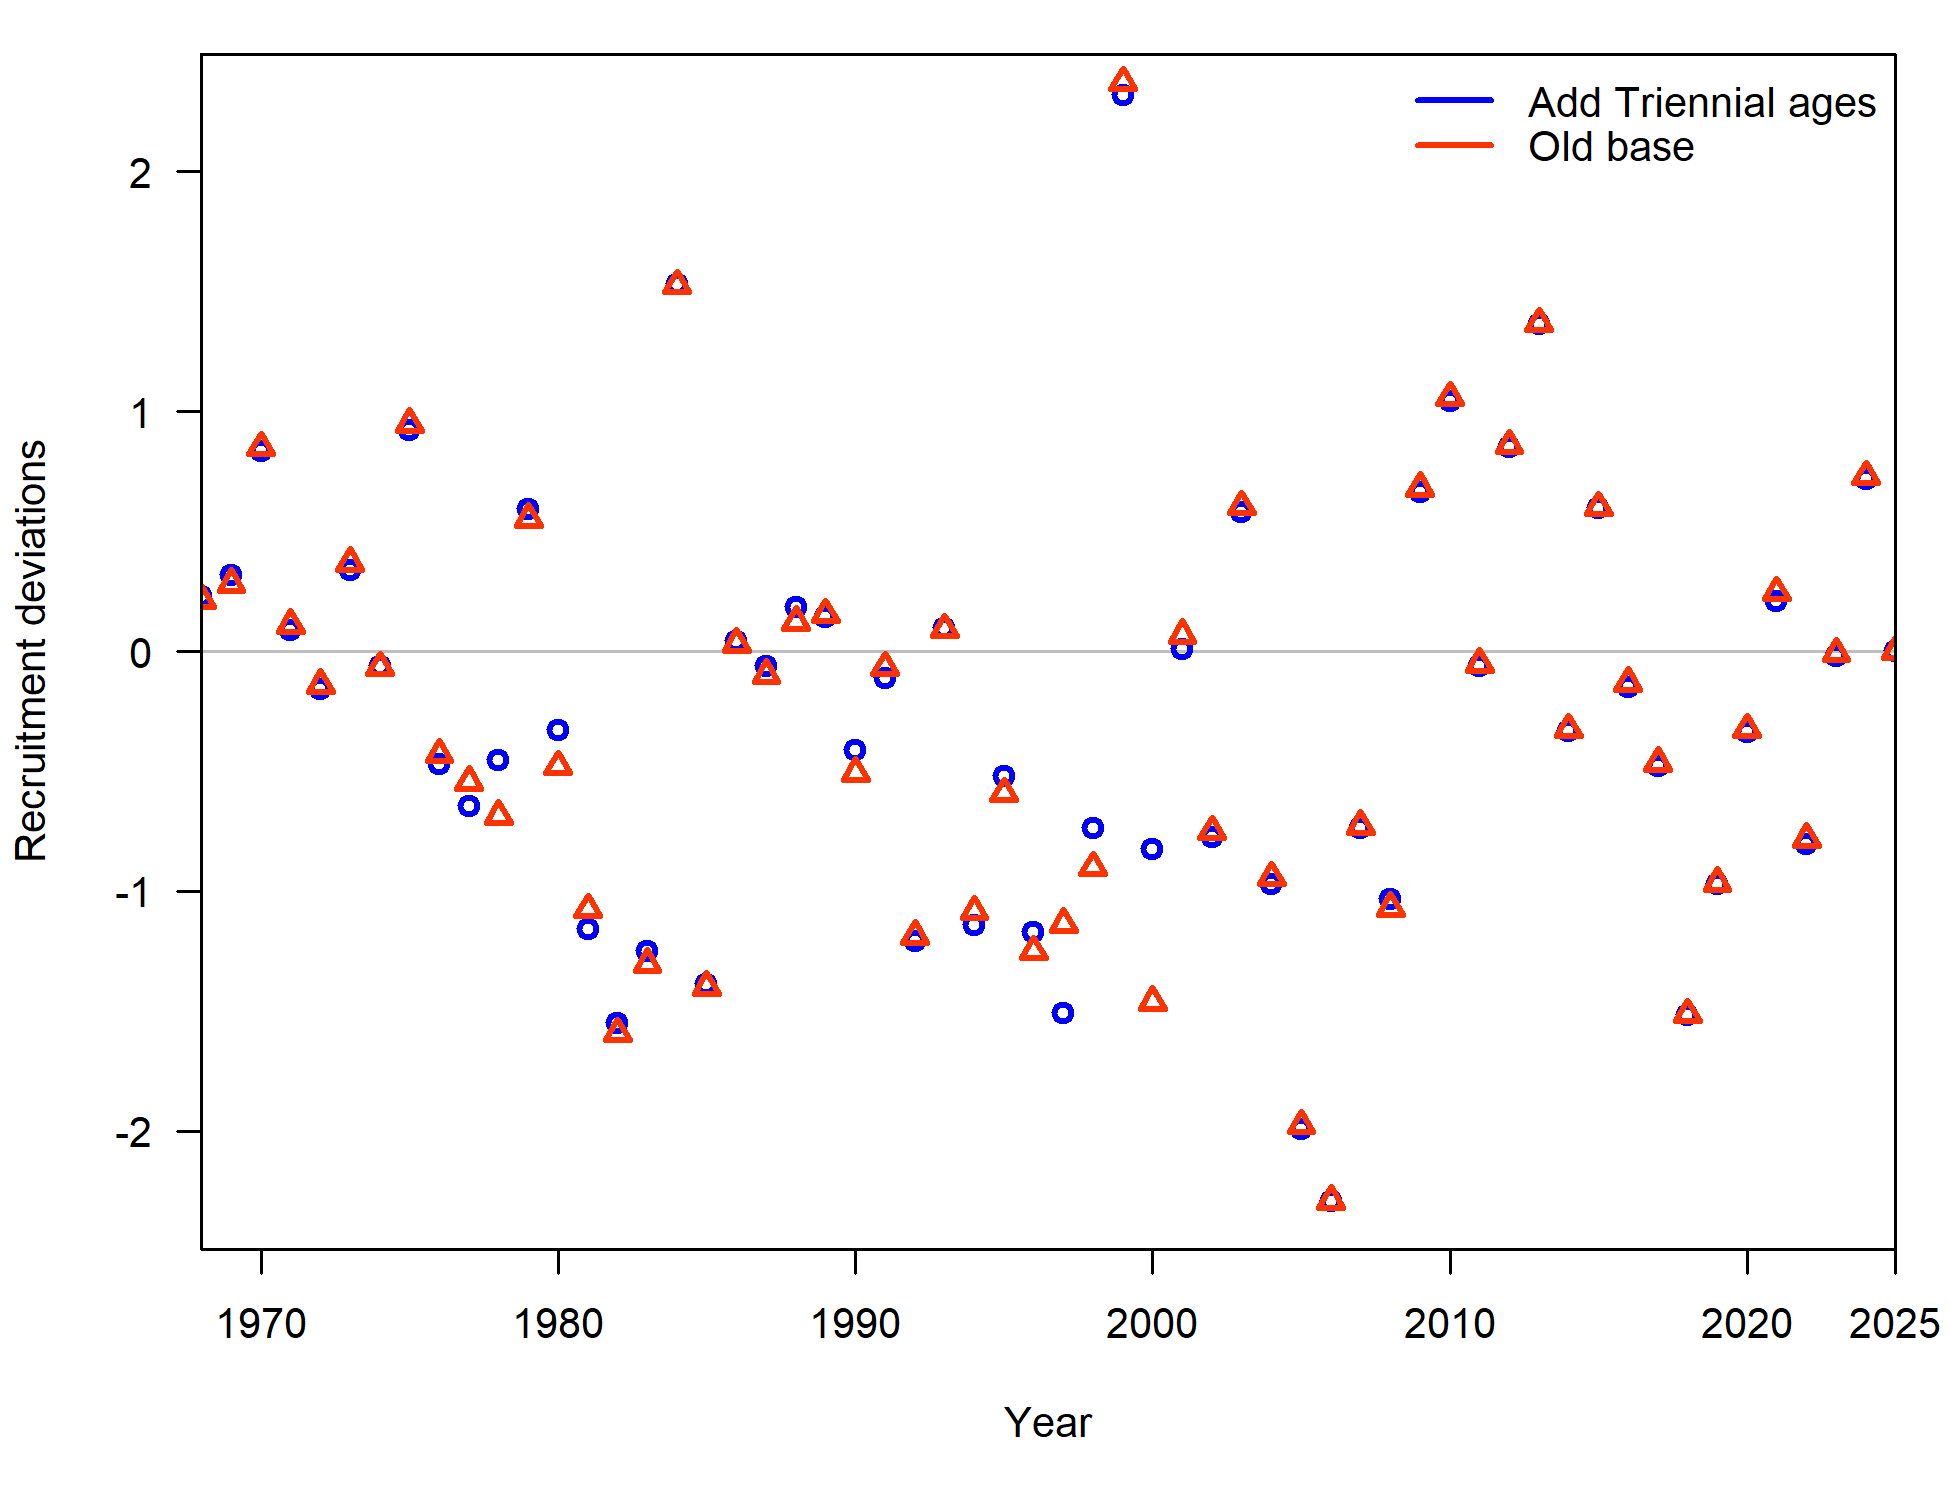 Add Triennial ages
Old base
Recruitment deviations
2
1
0
-1
-2
1970 1980 1990 2000 2010 2020 2025
Year